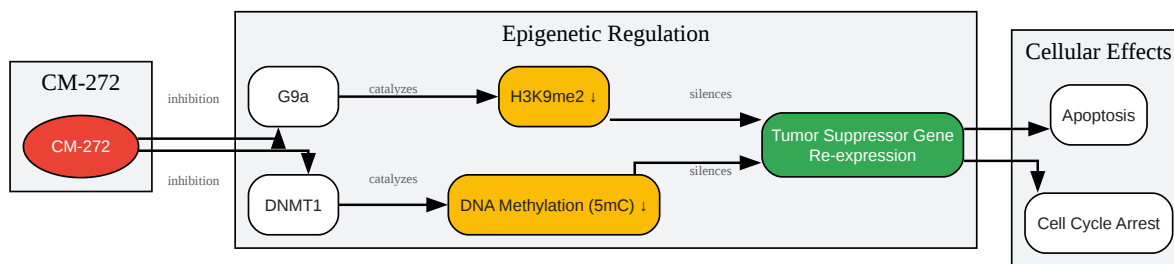 Epigenetic Regulation
Cellular Effects
CM-272
inhibition
G9a
catalyzes
H3K9me2 ↓
silences
Apoptosis
CM-272
Tumor Suppressor Gene
Re-expression
inhibition
DNMT1
catalyzes
DNA Methylation (5mC) ↓
silences
Cell Cycle Arrest